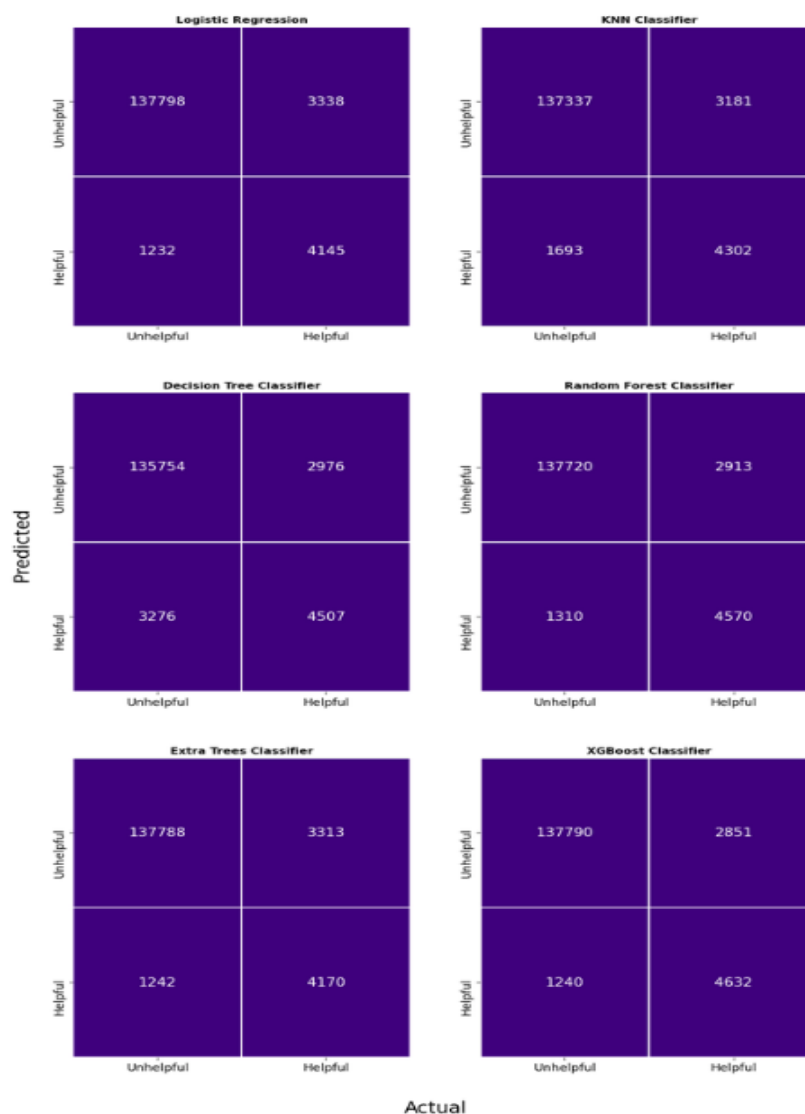 Logistic Regression
Unhelpful
137798 3338
Helpful
1232 4145
Unhelpful Helpful
KNN Classifier
Unhelpful
137337 3181
Helpful
1693 4302
Unhelpful Helpful
Predicted
Decision Tree Classifier
Unhelpful
135754 2976
Helpful
3276 4507
Unhelpful Helpful
Random Forest Classifier
Unhelpful
137720 2913
Helpful
1310 4570
Unhelpful Helpful
Extra Trees Classifier
Unhelpful
137788 3313
Helpful
1242 4170
Unhelpful Helpful
XGBoost Classifier
Unhelpful
137790 2851
Helpful
1240 4632
Unhelpful Helpful
Actual